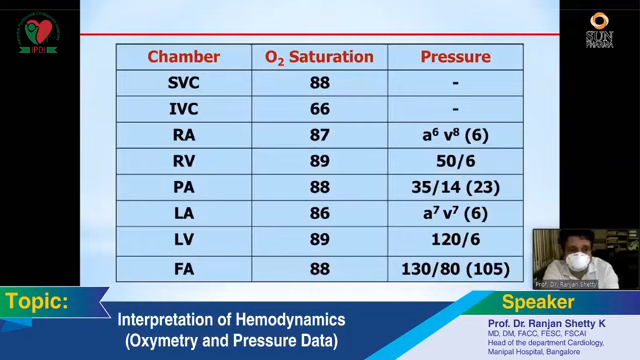 IPDI
SUN
PHARMA
Chamber O2 Saturation Pressure
SVC 88 -
IVC 66 -
RA 87 a6 v8 (6)
RV 89 50/6
PA 88 35/14 (23)
LA 86 a7 v7 (6)
LV 89 120/6
FA 88 130/80 (105)
Prof. Dr. Ranjan Shetty
Topic:
Interpretation of Hemodynamics
(Oxymetry and Pressure Data)
Speaker
Prof. Dr. Ranjan Shetty K
MD, DM, FACC, FESC, FSCAI
Head of the department Cardiology,
Manipal Hospital, Bangalore